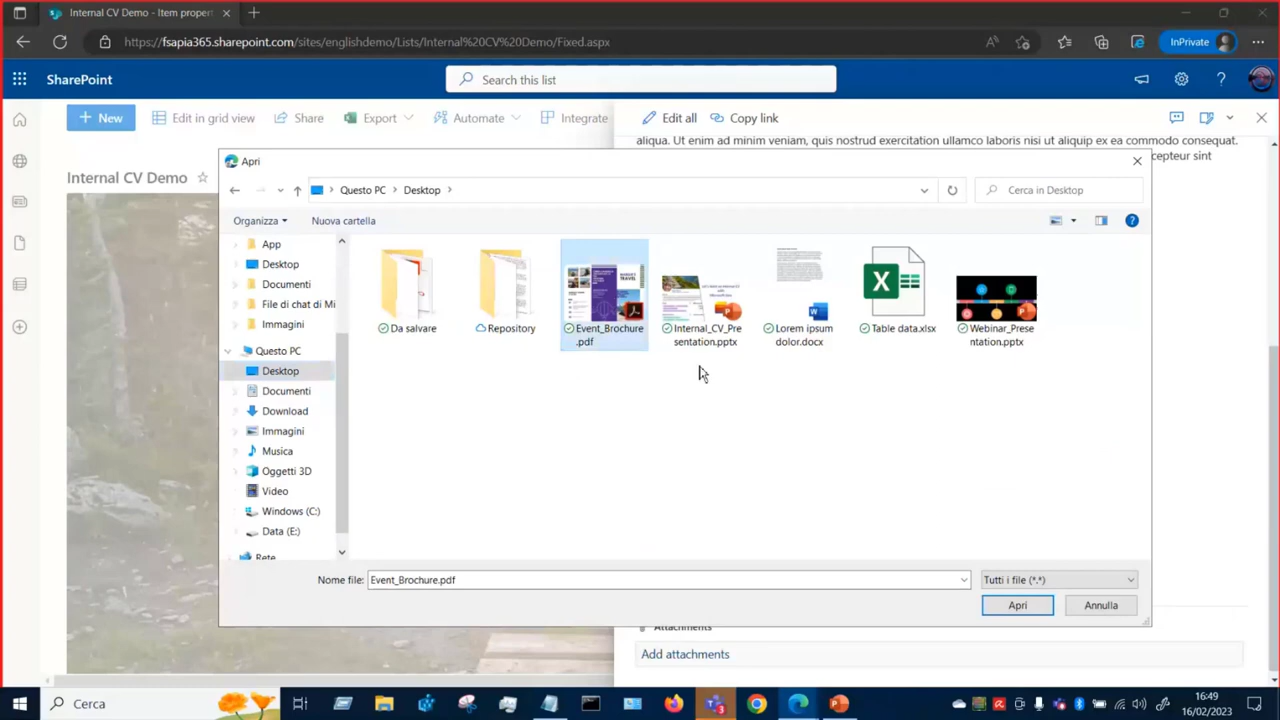 Internal CV Demo - Item propert
https://fsapia365.sharepoint.com/sites/englishdemo/Lists/Internal%20CV%20Demo/Fixed.aspx
InPrivate
SharePoint
Search this list
New
Edit in grid view
Share
Export
Automate
Integrate
Edit all
Copy link
aliqua. Ut enim ad minim veniam, quis nostrud exercitation ullamco laboris nisi ut aliquip ex ea commodo consequat.
cepteur sint
Internal CV Demo
Apri
Questo PC
Desktop
Cerca in Desktop
Organizza
Nuova cartella
App
Desktop
Documenti
File di chat di Mi
Immagini
Questo PC
Desktop
Documenti
Download
Immagini
Musica
Oggetti 3D
Video
Windows (C:)
Data (E:)
Rete
Da salvare
Repository
Event_Brochure
.pdf
Internal_CV_Pre
sentation.pptx
Lorem ipsum
dolor.docx
Table data.xlsx
Webinar_Prese
ntation.pptx
Nome file:
Event_Brochure.pdf
Tutti i file (*.*)
Apri
Annulla
Attachments
Add attachments
Cerca
16:49
16/02/2023